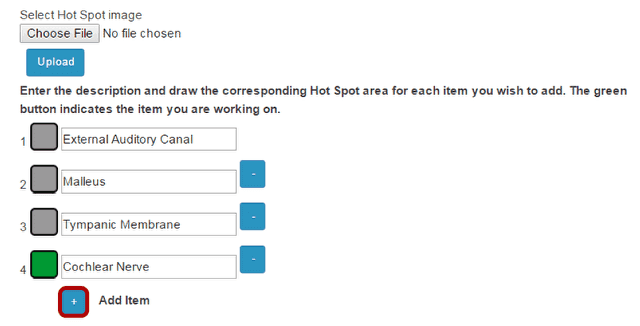 Select Hot Spot image
Choose File No file chosen
Upload
Enter the description and draw the corresponding Hot Spot area for each item you wish to add. The green
button indicates the item you are working on.
1 External Auditory Canal
2 Malleus -
3 Tympanic Membrane -
4 Cochlear Nerve -
+ Add Item